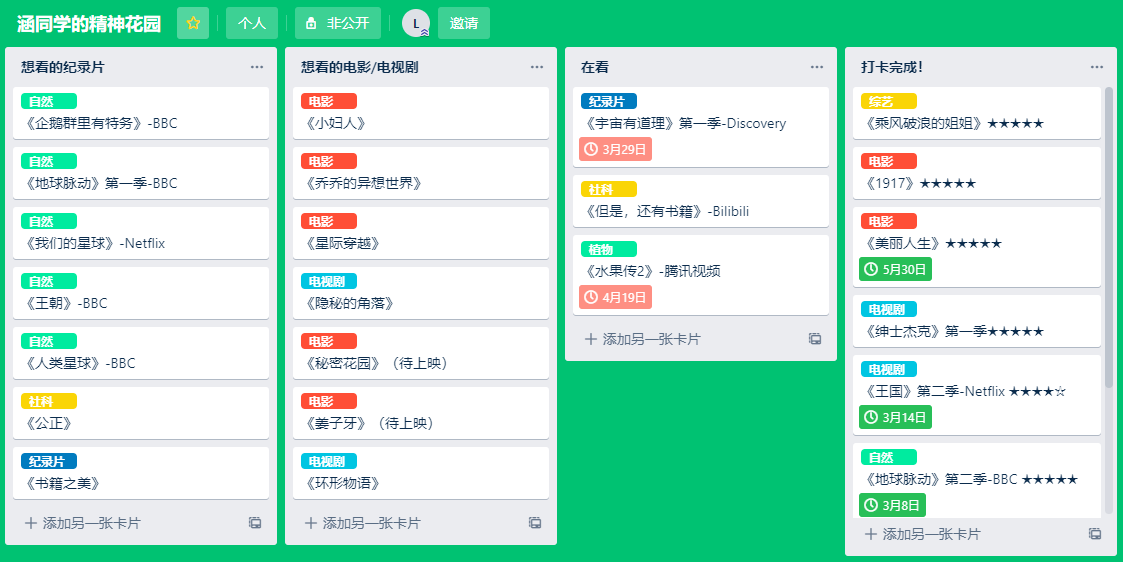 涵同学的精神花园 个人 非公开 L 邀请
想看的纪录片
自然
《企鹅群里有特务》-BBC
自然
《地球脉动》第一季-BBC
自然
《我们的星球》-Netflix
自然
《王朝》-BBC
自然
《人类星球》-BBC
社科
《公正》
纪录片
《书籍之美》
添加另一张卡片
想看的电影/电视剧
电影
《小妇人》
电影
《乔乔的异想世界》
电影
《星际穿越》
电视剧
《隐秘的角落》
电影
《秘密花园》（待上映）
电影
《姜子牙》（待上映）
电视剧
《环形物语》
添加另一张卡片
在看
纪录片
《宇宙有道理》第一季-Discovery
3月29日
社科
《但是，还有书籍》-Bilibili
植物
《水果传2》-腾讯视频
4月19日
添加另一张卡片
打卡完成！
综艺
《乘风破浪的姐姐》★★★★★
电影
《1917》★★★★★
电影
《美丽人生》★★★★★
5月30日
电视剧
《绅士杰克》第一季★★★★★
电视剧
《王国》第二季-Netflix ★★★★☆
3月14日
自然
《地球脉动》第二季-BBC ★★★★★
3月8日
添加另一张卡片